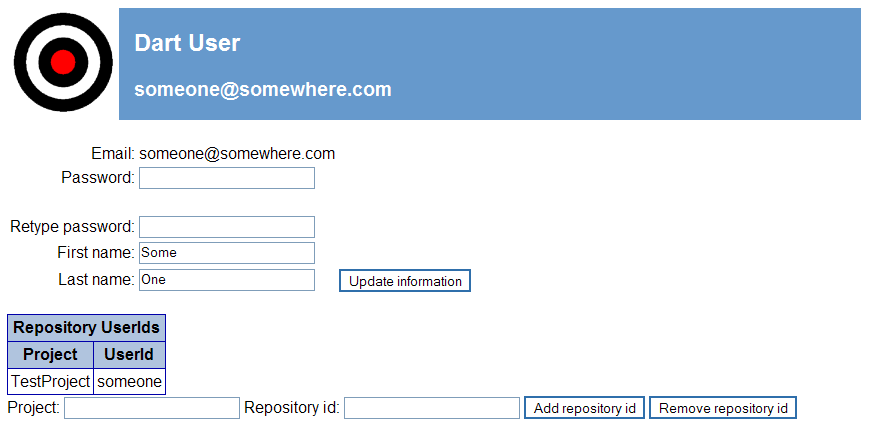 Dart User
someone@somewhere.com
Email: someone@somewhere.com
Password:
Retype password:
First name: Some
Last name: One Update information
Repository UserIds
Project UserId
TestProject someone
Project: Repository id: Add repository id Remove repository id